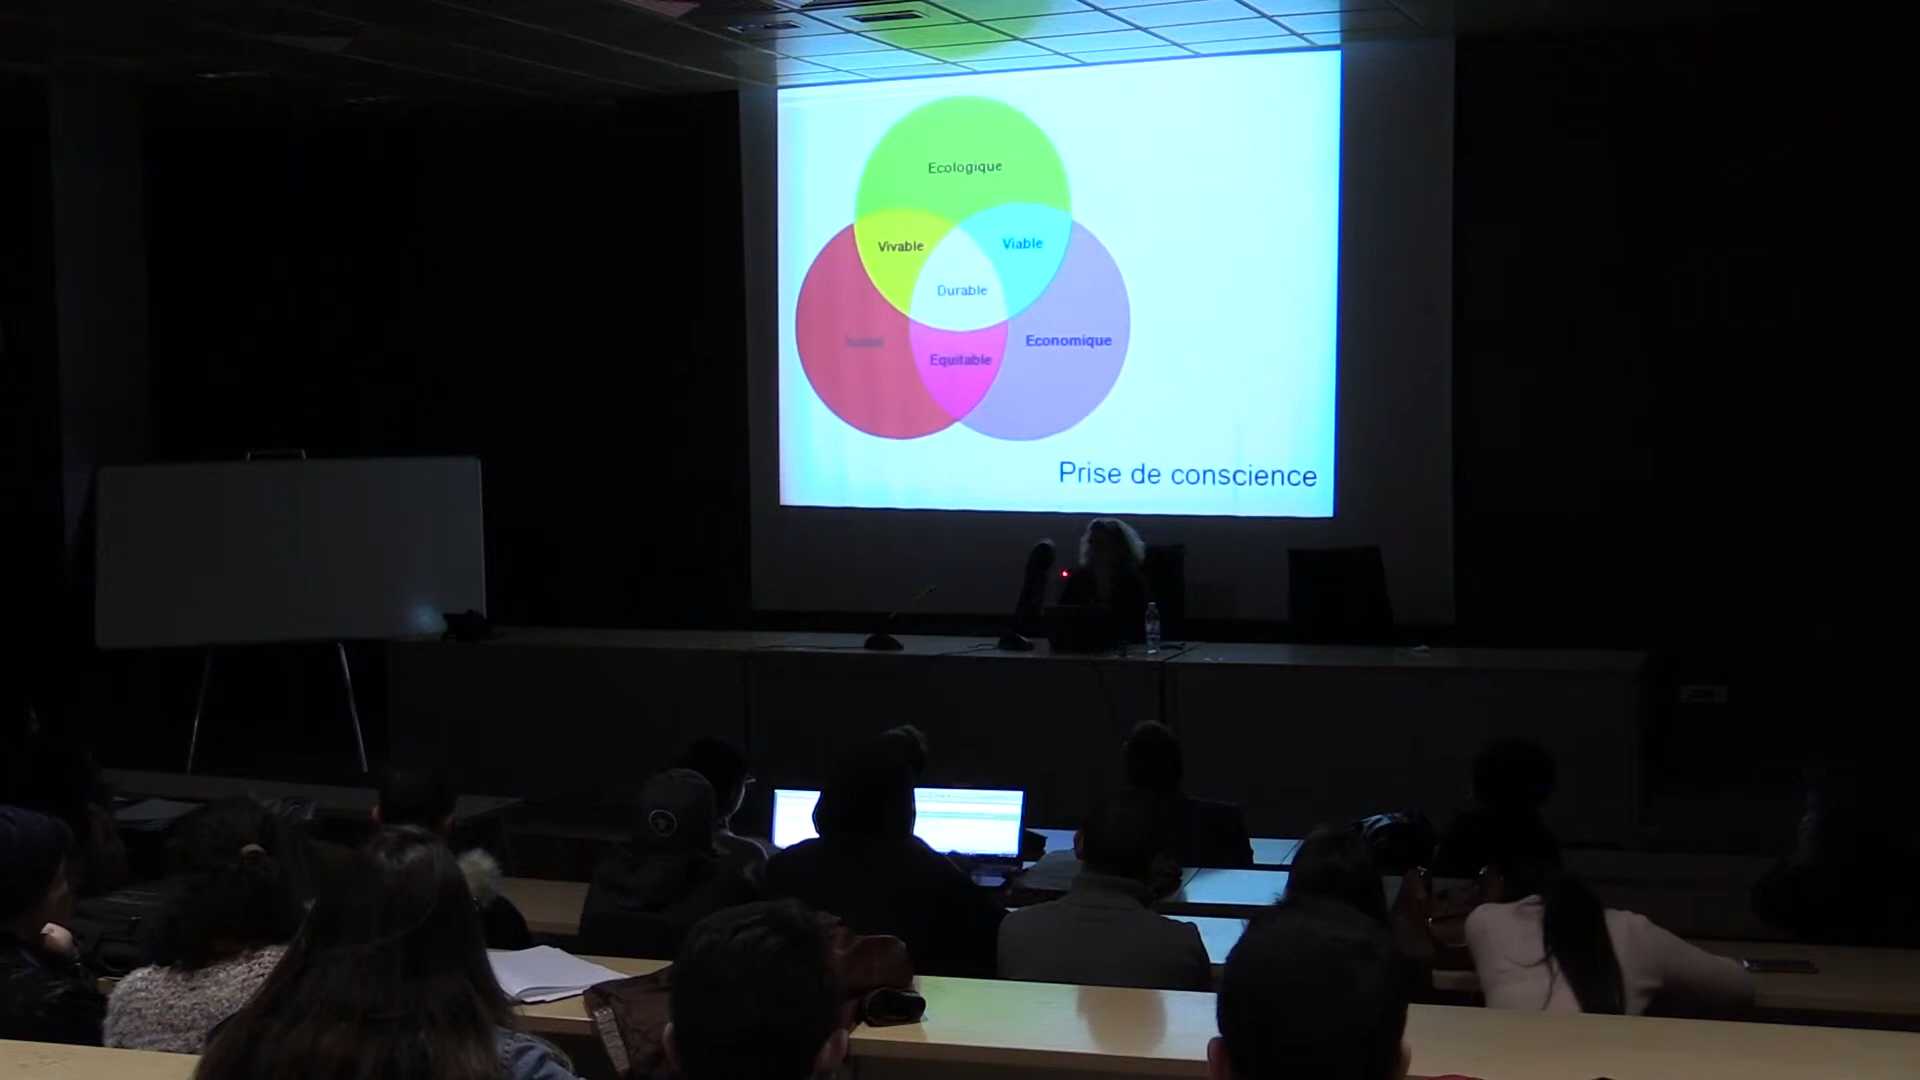 Ecologique
Vivable
Viable
Durable
Economique
Equitable
Prise de conscience